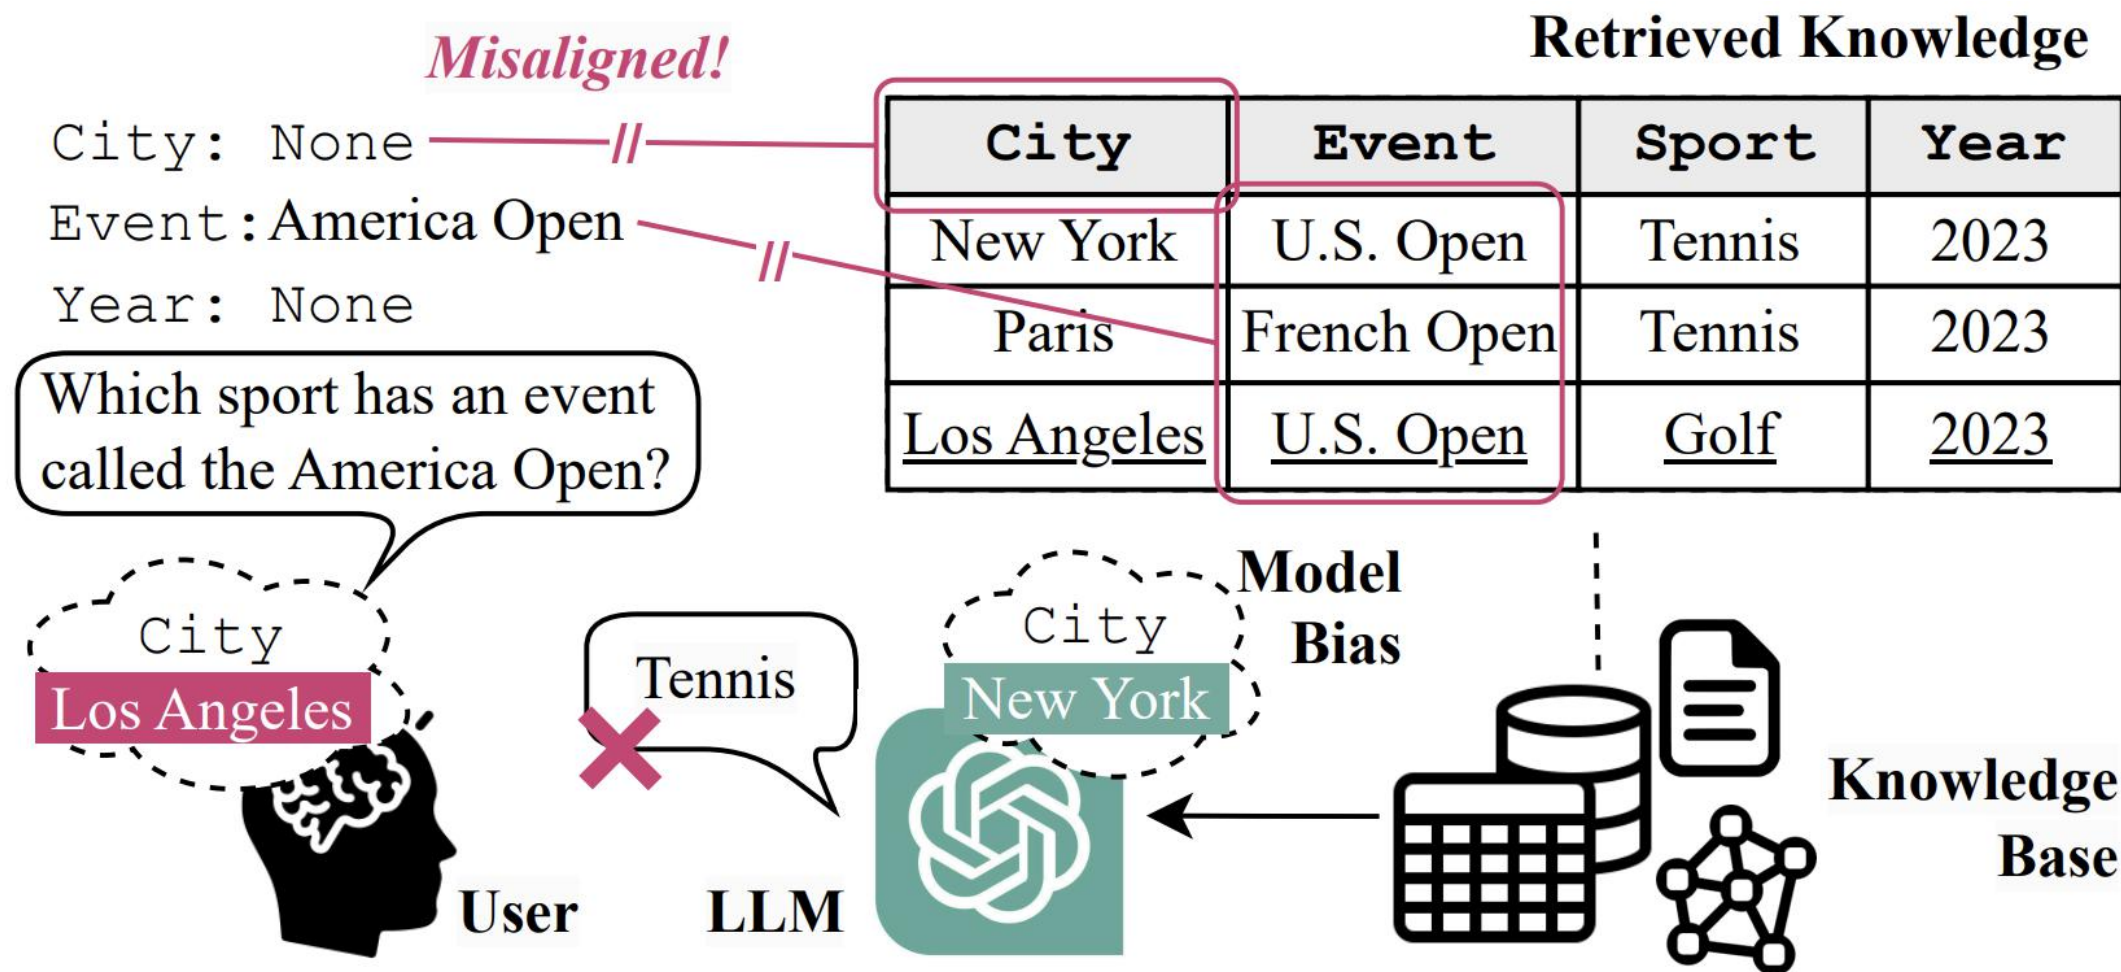 Misaligned!
Retrieved Knowledge
City: None
Event: America Open
Year: None
City Event Sport Year
New York U.S. Open Tennis 2023
Paris French Open Tennis 2023
Los Angeles U.S. Open Golf 2023
Which sport has an event
called the America Open?
City
Los Angeles
User
Tennis
LLM
City
New York
Model
Bias
Knowledge
Base